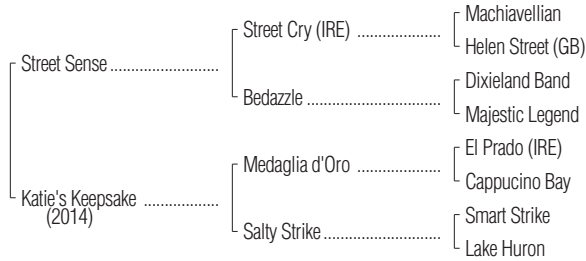 Machiavellian
Street Cry (IRE) ....................
Helen Street (GB)
Street Sense ..........................
Dixieland Band
Bedazzle .................................
Majestic Legend
El Prado (IRE)
Medaglia d'Oro ....................
Cappucino Bay
Katie's Keepsake ..................
(2014)
Smart Strike
Salty Strike .............................
Lake Huron